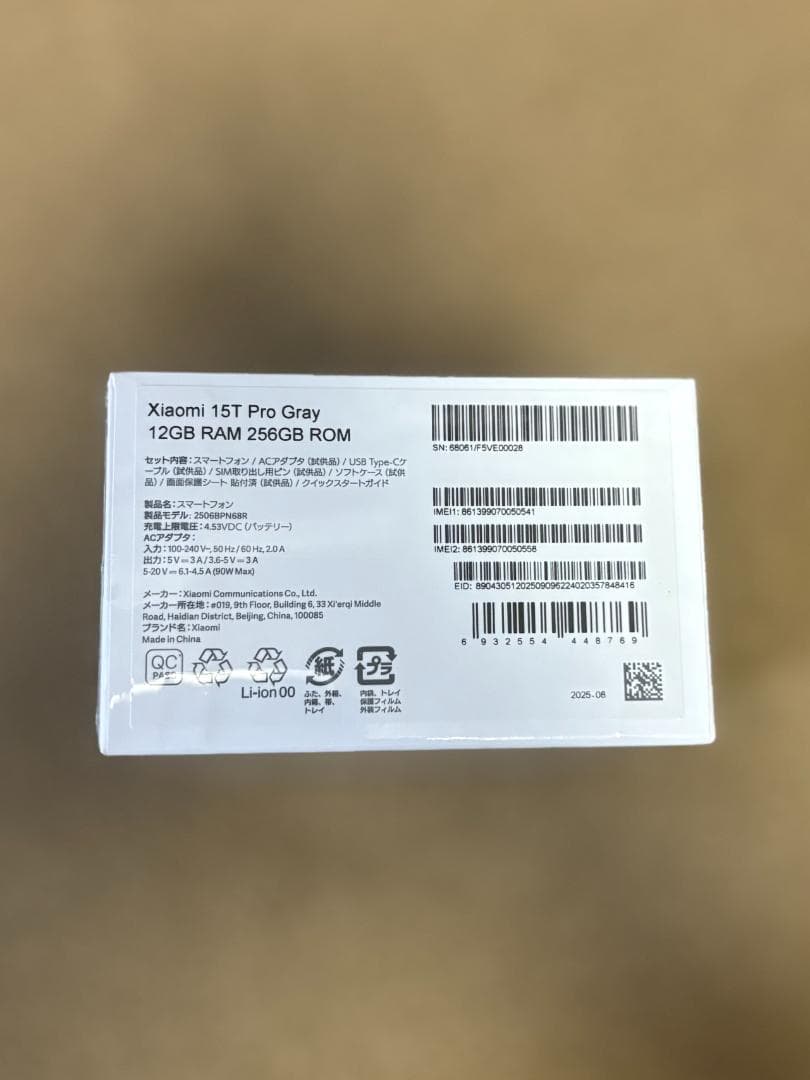 Xiaomi 15T Pro Gray
12GB RAM 256GB ROM
セット内容：スマートフォン / ACアダプタ（試供品）/ USB Type-Cケ
ーブル（試供品）/ SIM取り出し用ピン（試供品）/ ソフトケース（試供
品）/ 画面保護シート 貼付済（試供品）/ クイックスタートガイド
製品名：スマートフォン
製品モデル：2506BPN68R
充電上限電圧：4.53VDC（バッテリー）
ACアダプタ：
入力：100-240 V~, 50 Hz / 60 Hz, 2.0 A
出力：5 V⎓3 A / 3.6-5 V⎓3 A
5-20 V⎓6.1-4.5 A (90W Max)
メーカー：Xiaomi Communications Co., Ltd.
メーカー所在地：#019, 9th Floor, Building 6, 33 Xi'erqi Middle
Road, Haidian District, Beijing, China, 100085
ブランド名：Xiaomi
Made in China
QC
PASS
Li-ion 00
紙
ふた、外箱、
内箱、帯、
トレイ
プラ
内袋、トレイ
保護フィルム
外装フィルム
SN: 68061/F5VE00028
IMEI1: 861399070050541
IMEI2: 861399070050558
EID: 89043051202509096224020357848416
6 932554 448769
2025-08